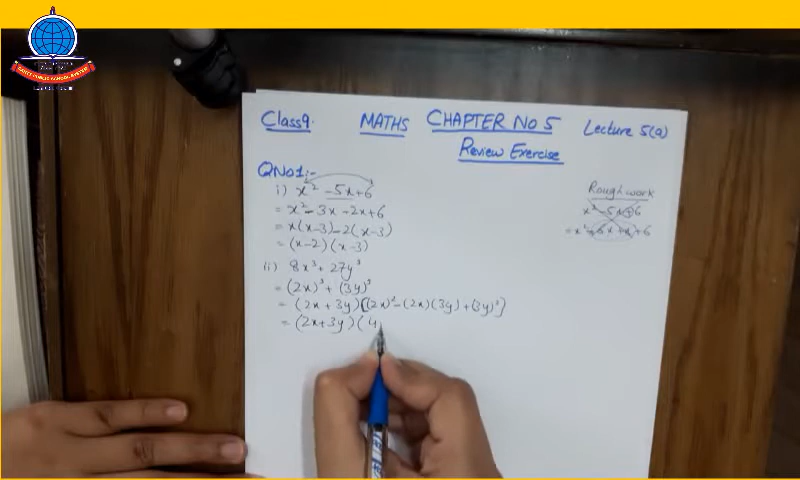 Class 9. MATHS CHAPTER NO 5 Lecture 5(a)
Review Exercise
QNo1:-
i) x² - 5x + 6
= x² - 3x - 2x + 6
= x(x-3) - 2(x-3)
= (x-2)(x-3)
ii) 8x³ + 27y³
= (2x)³ + (3y)³
= (2x + 3y)[(2x)² - (2x)(3y) + (3y)²]
= (2x+3y)(4
Rough work
x² - 5x + 6